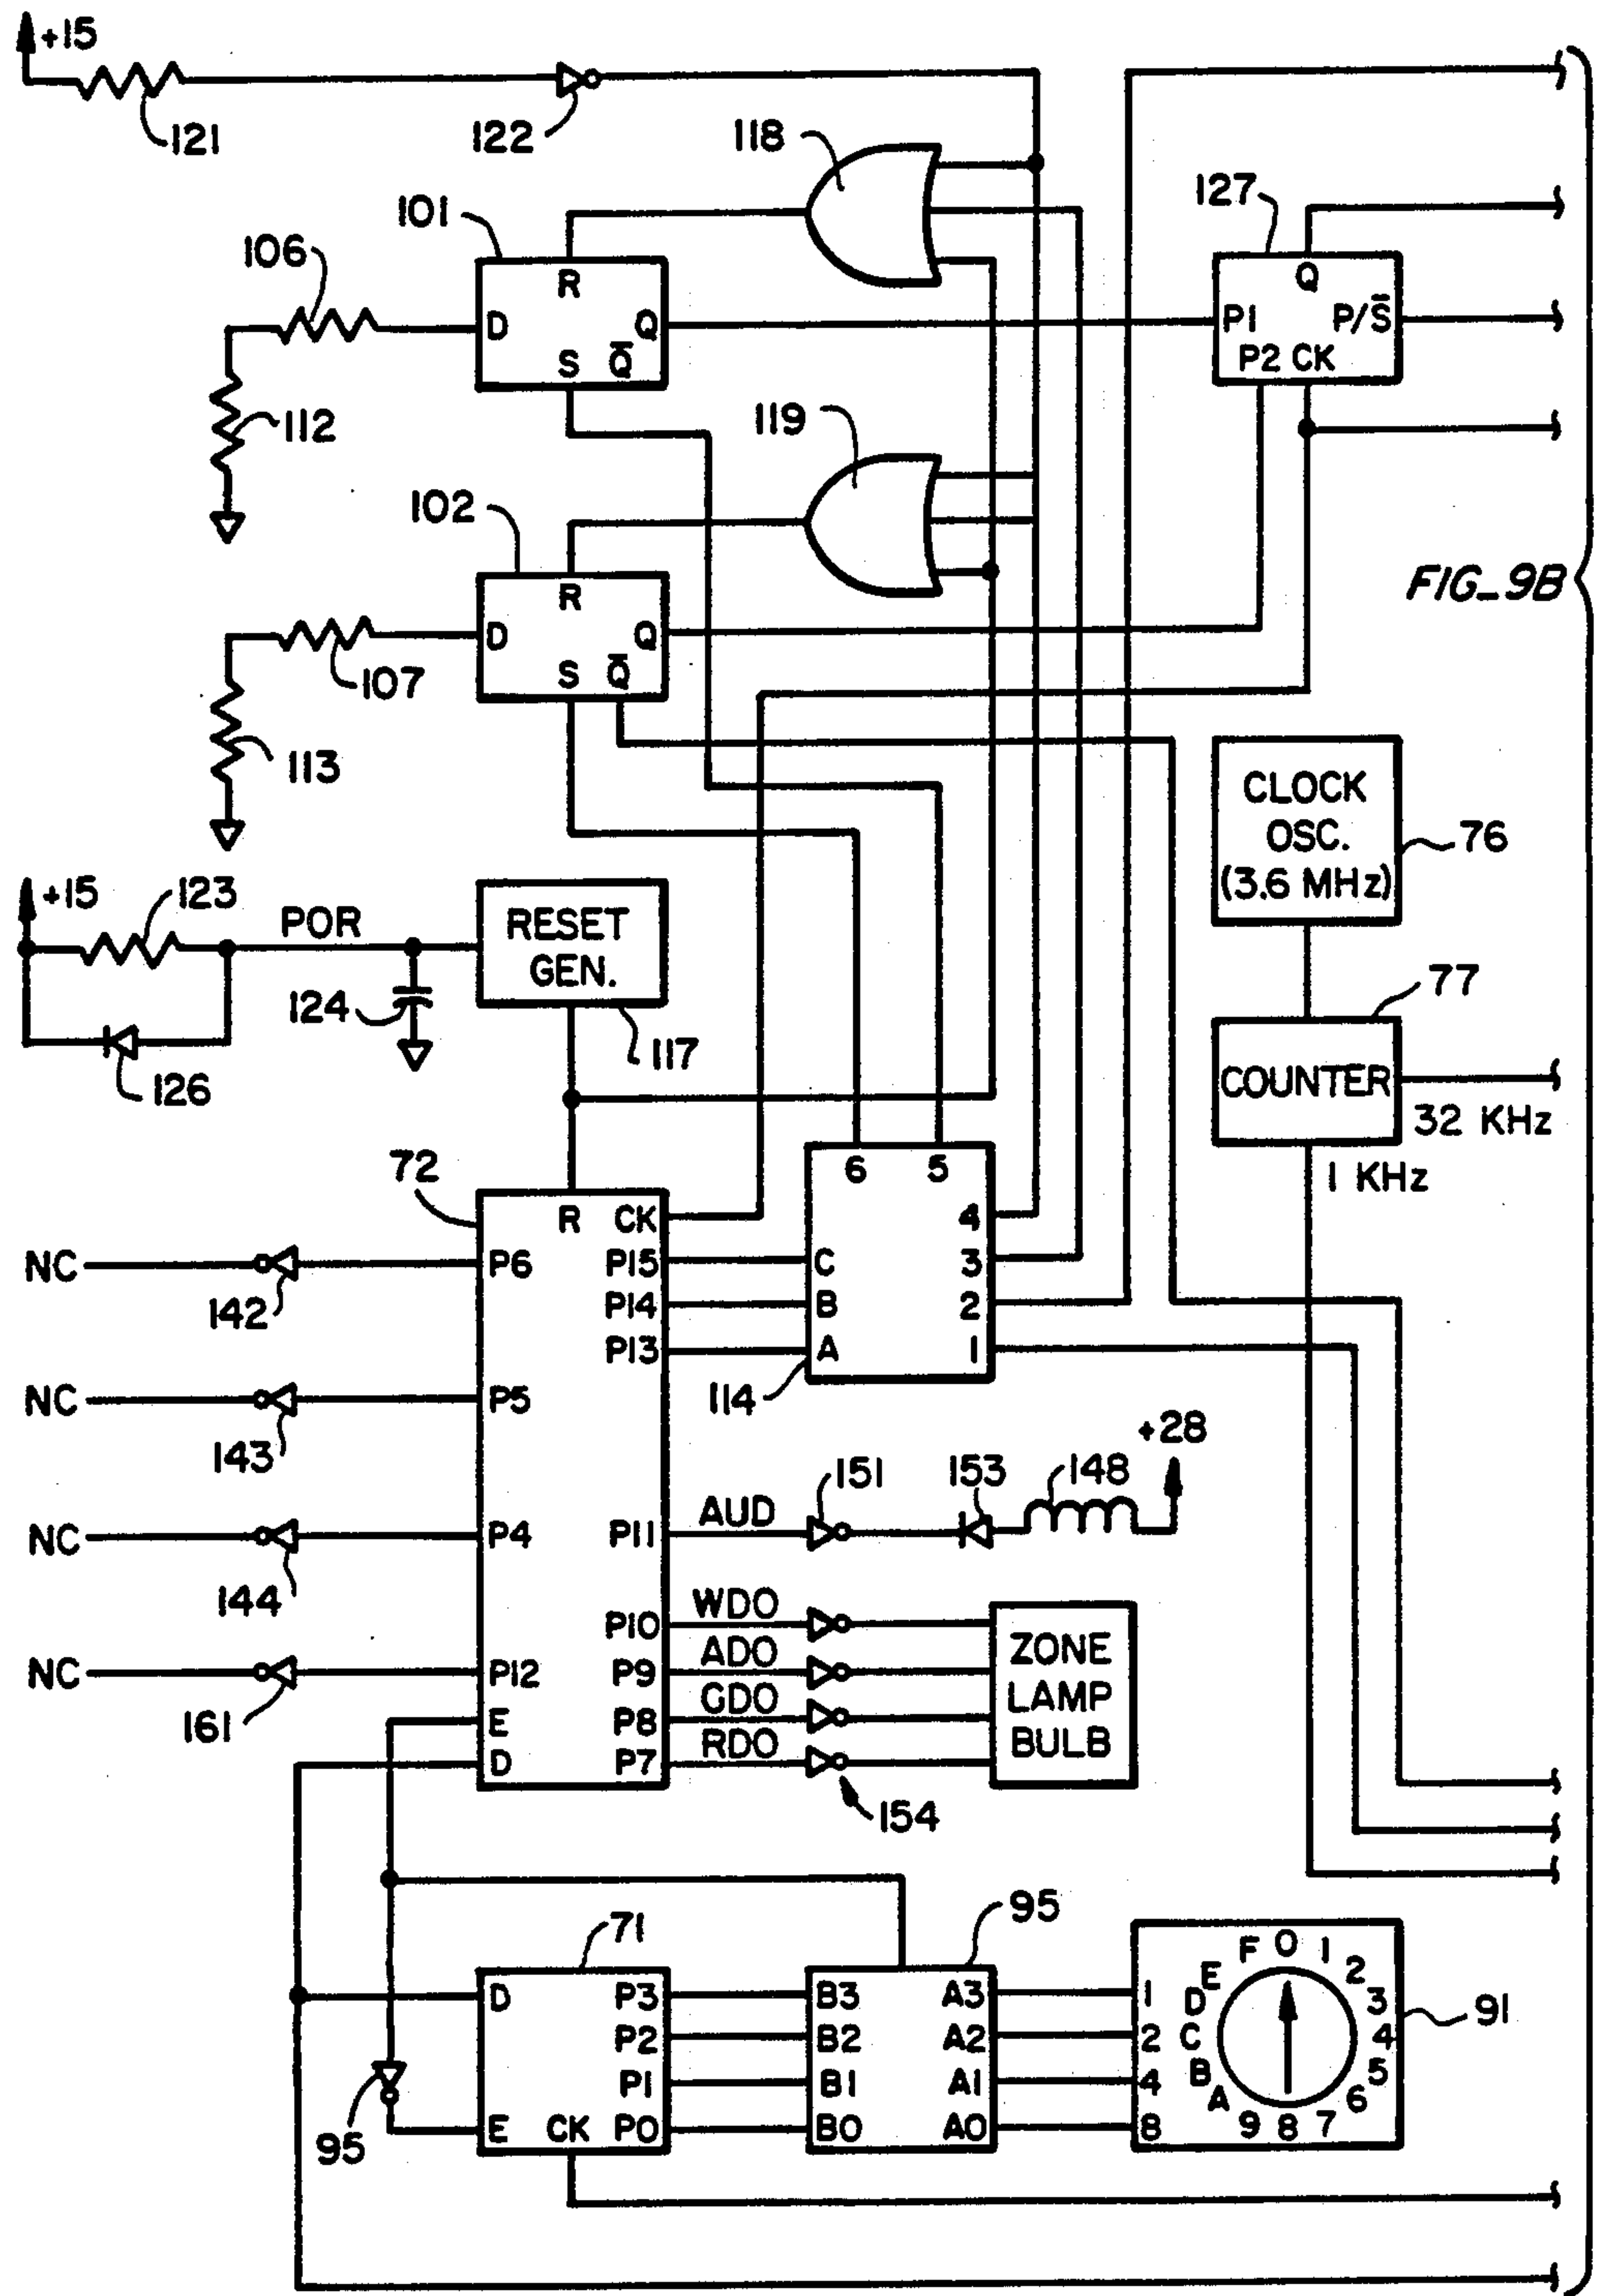 +15
121
122
118
101
106
R
D
Q
S
Q̅
112
127
Q
P1
P/S̅
P2 CK
119
102
R
D
Q
S
Q̅
107
113
FIG_9B
CLOCK
OSC.
(3.6 MHz)
76
+15
123
POR
RESET
GEN.
124
117
126
77
COUNTER
32 KHz
1 KHz
72
R
CK
6
5
4
NC
142
P6
P15
C
3
P14
B
2
P13
A
1
114
NC
143
P5
+28
151
153
148
NC
144
P4
P11
AUD
P10
WDO
ZONE
LAMP
BULB
NC
161
P12
P9
ADO
E
P8
GDO
D
P7
RDO
154
71
95
D
P3
B3
A3
1
P2
B2
A2
2
P1
B1
A1
4
E
CK
P0
B0
A0
8
95
F 0 1 2 3 4 5 6 7 8 9 A B C D E
91